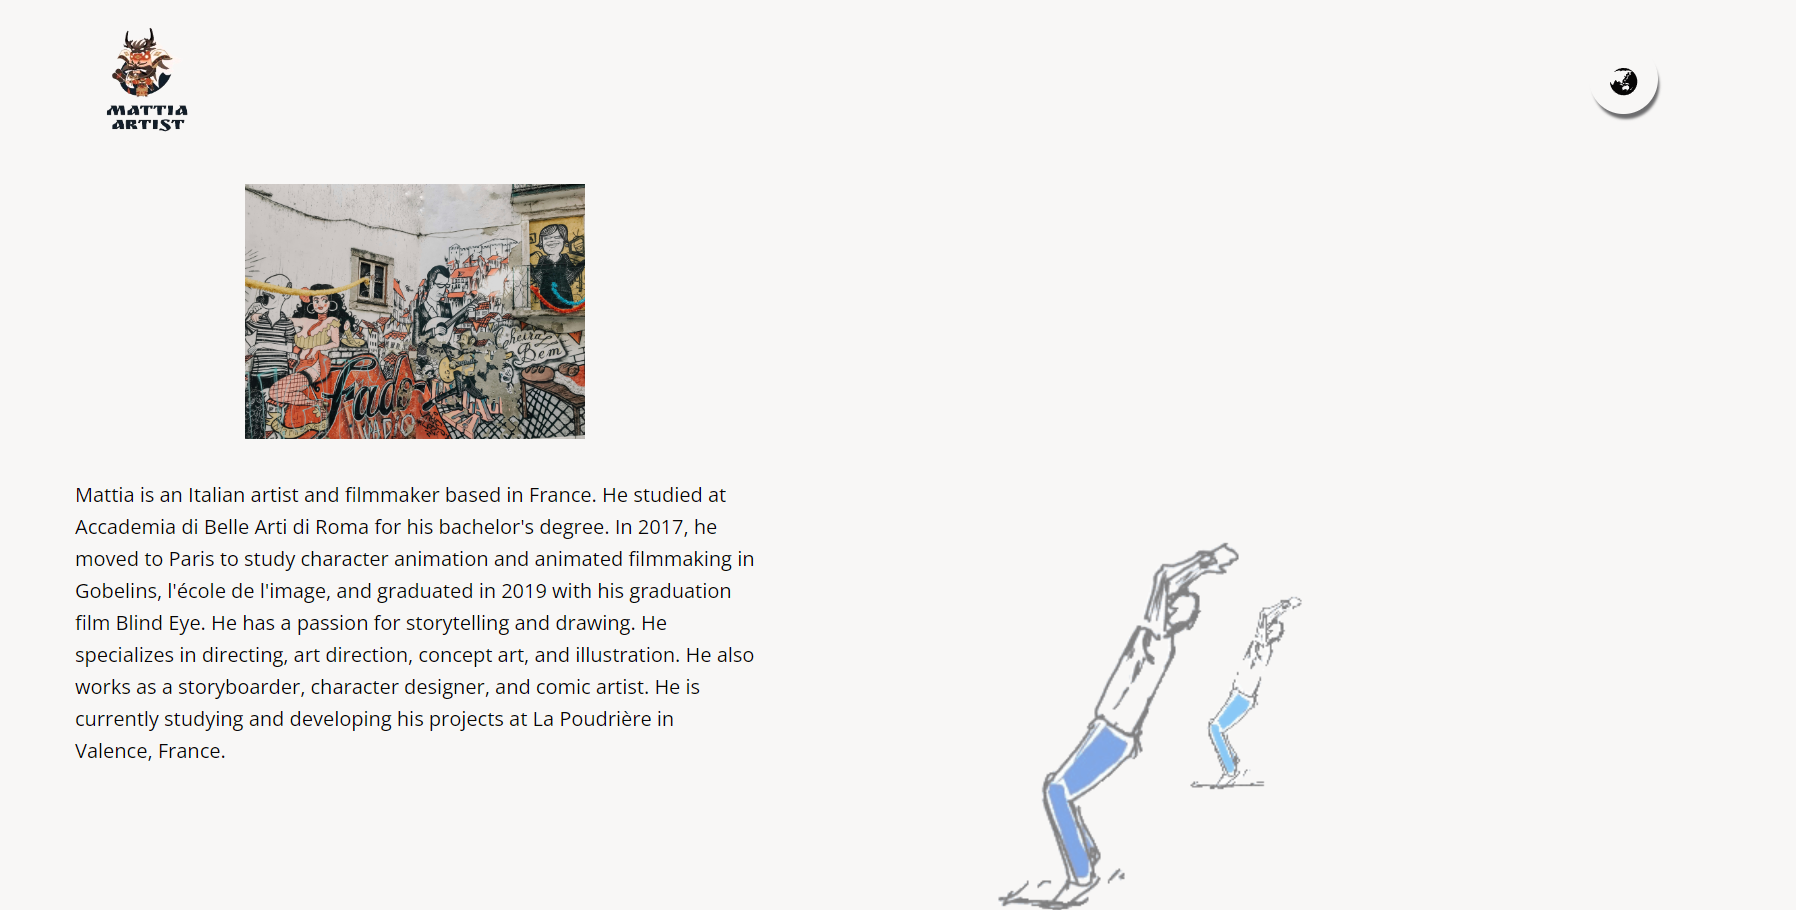 MATTIA
ARTIST
cheira
Bem
Fado
VADIO
Mattia is an Italian artist and filmmaker based in France. He studied at
Accademia di Belle Arti di Roma for his bachelor's degree. In 2017, he
moved to Paris to study character animation and animated filmmaking in
Gobelins, l'école de l'image, and graduated in 2019 with his graduation
film Blind Eye. He has a passion for storytelling and drawing. He
specializes in directing, art direction, concept art, and illustration. He also
works as a storyboarder, character designer, and comic artist. He is
currently studying and developing his projects at La Poudrière in
Valence, France.